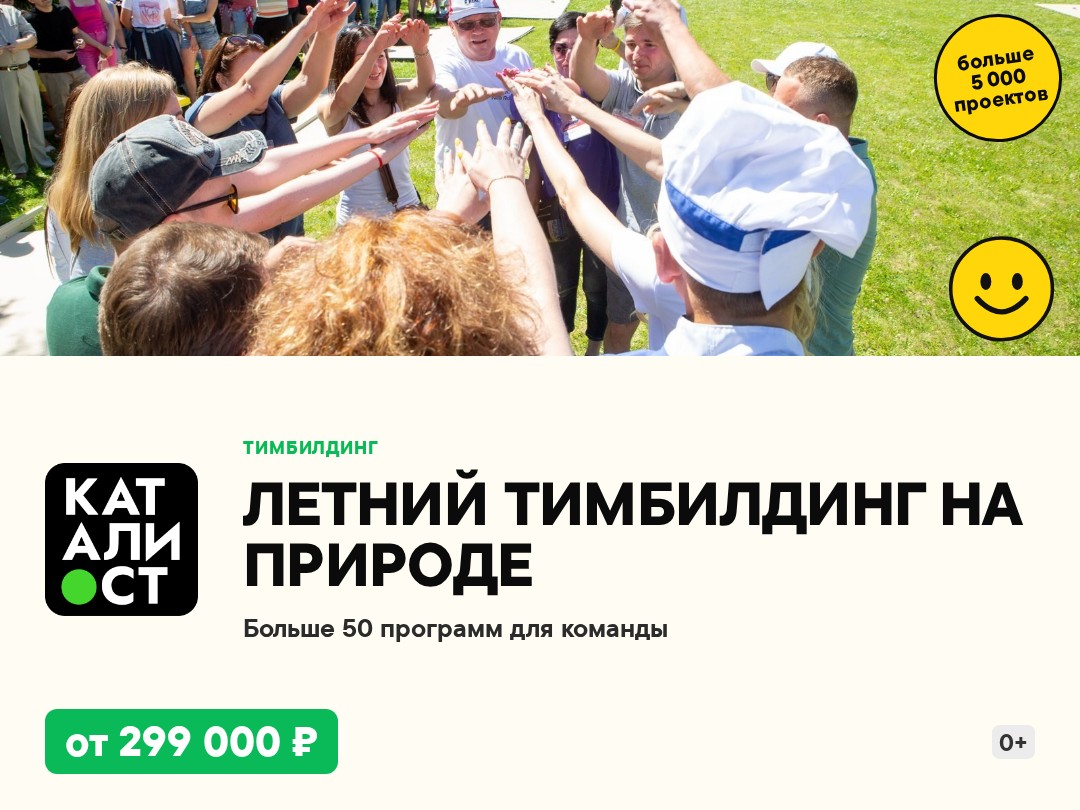 больше
5 000
проектов
ТИМБИЛДИНГ
КАТ
АЛИ
СТ
ЛЕТНИЙ ТИМБИЛДИНГ НА
ПРИРОДЕ
Больше 50 программ для команды
от 299 000 ₽
0+